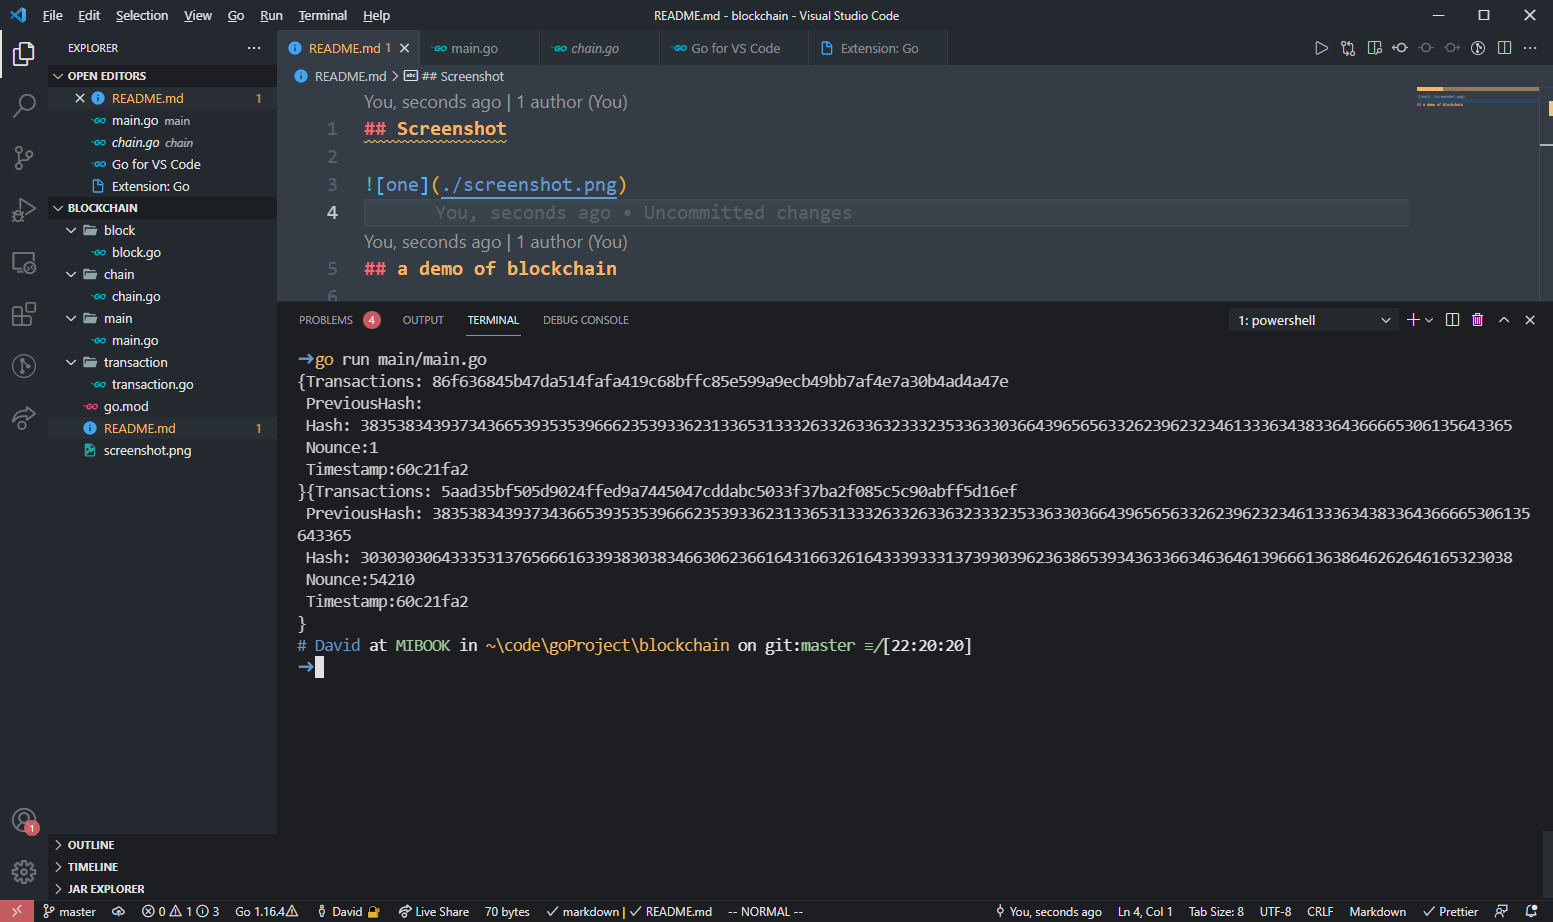 File Edit Selection View Go Run Terminal Help README.md - blockchain - Visual Studio Code
EXPLORER
OPEN EDITORS
README.md 1
main.go main
chain.go chain
Go for VS Code
Extension: Go
BLOCKCHAIN
block
block.go
chain
chain.go
main
main.go
transaction
transaction.go
go.mod
README.md 1
screenshot.png
OUTLINE
TIMELINE
JAR EXPLORER
README.md 1 main.go chain.go Go for VS Code Extension: Go
README.md > ## Screenshot
You, seconds ago | 1 author (You)
1 ## Screenshot
2
3 ![one](./screenshot.png)
4 You, seconds ago • Uncommitted changes
You, seconds ago | 1 author (You)
5 ## a demo of blockchain
6
PROBLEMS 4 OUTPUT TERMINAL DEBUG CONSOLE 1: powershell
→go run main/main.go
{Transactions: 86f636845b47da514fafa419c68bffc85e599a9ecb49bb7af4e7a30b4ad4a47e
PreviousHash:
Nounce:1
Timestamp:60c21fa2
}{Transactions: 5aad35bf505d9024ffed9a7445047cddabc5033f37ba2f085c5c90abff5d16ef
PreviousHash:
643365
Hash:
Nounce:54210
Timestamp:60c21fa2
}
# David at MIBOOK in ~\code\goProject\blockchain on git:master ≡/[22:20:20]
→
1
master 0 1 3 Go 1.16.4 David Live Share 70 bytes markdown | README.md -- NORMAL -- You, seconds ago Ln 4, Col 1 Tab Size: 8 UTF-8 CRLF Markdown Prettier